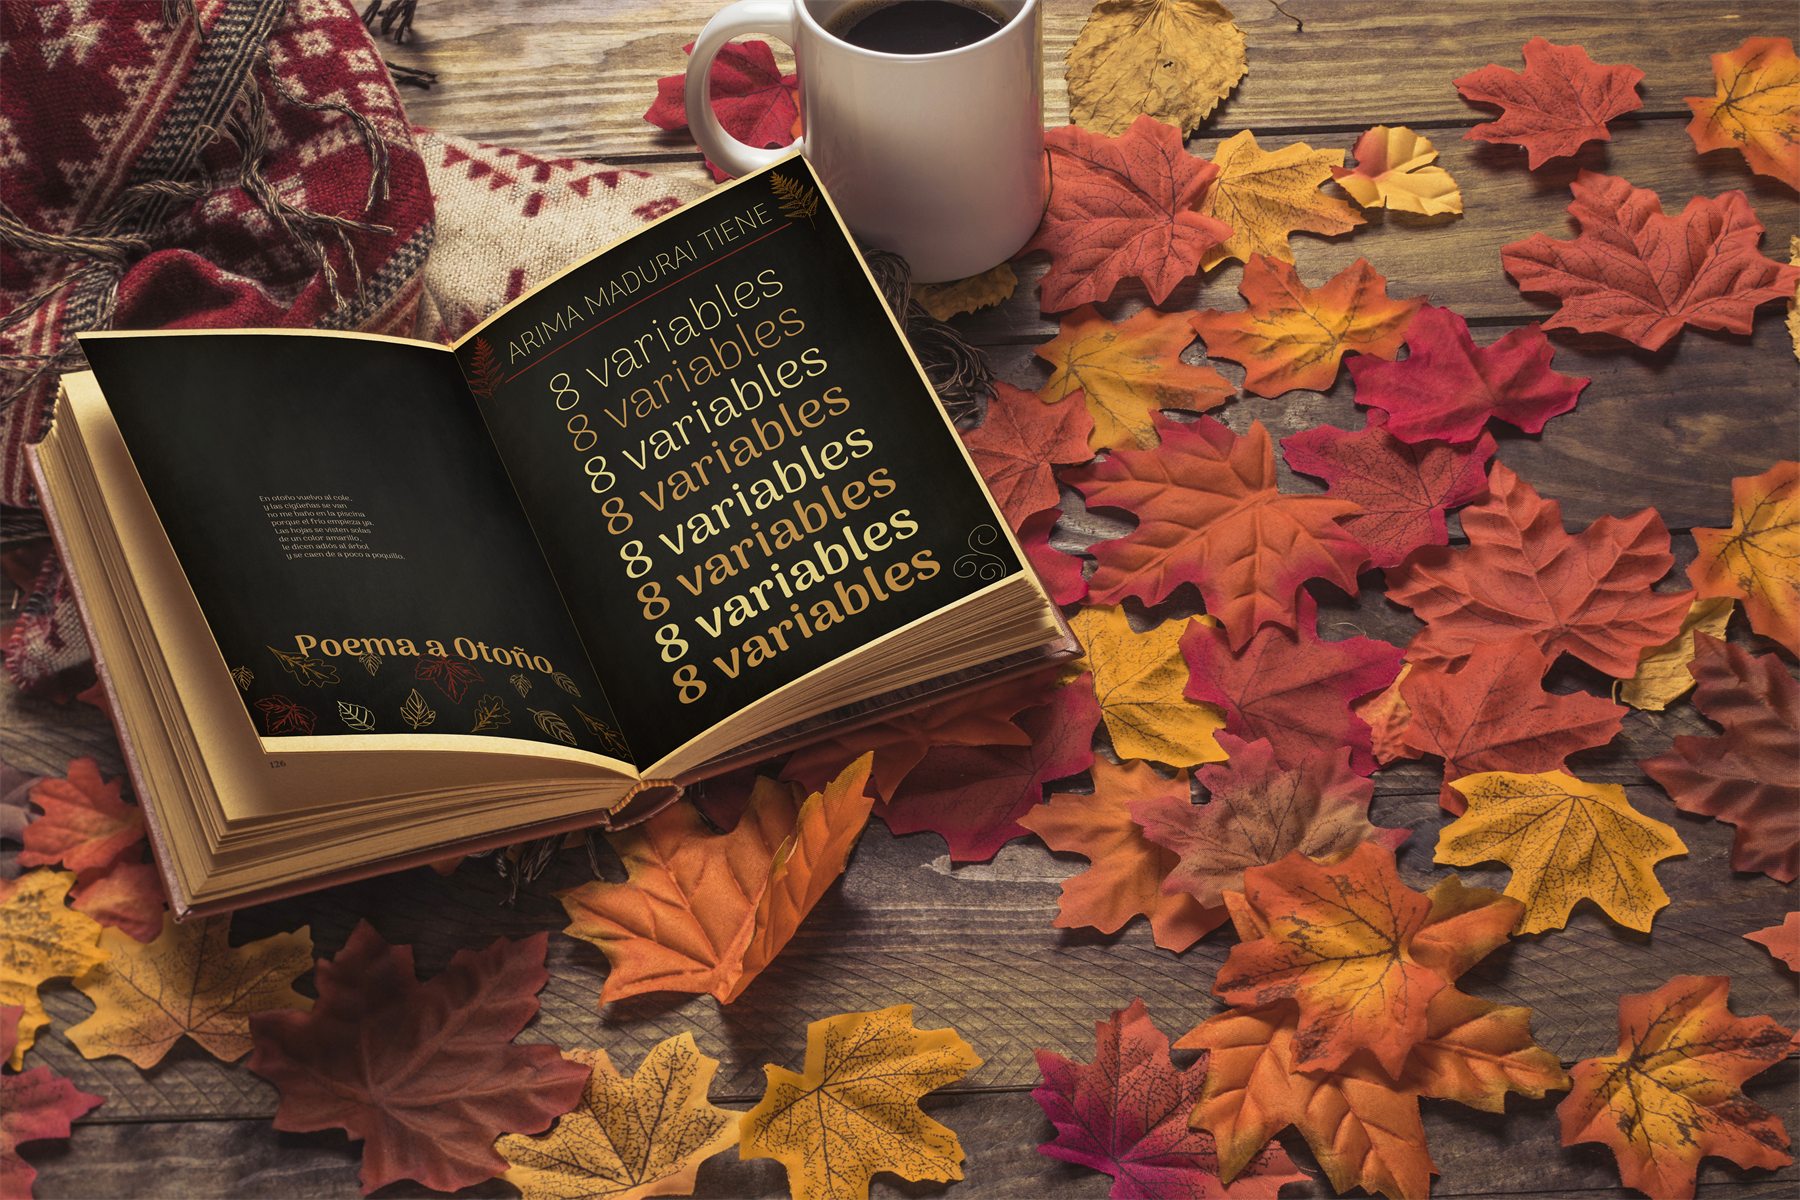 En otoño vuelvo al cole,
y las cigüeñas se van
no me baño en la piscina
porque el frío empieza ya.
Las hojas se visten solas
de un color amarillo,
le dicen adiós al árbol
y se caen de a poco a poquillo.
Poema a Otoño
126
ARIMA MADURAI TIENE
8 variables
8 variables
8 variables
8 variables
8 variables
8 variables
8 variables
8 variables